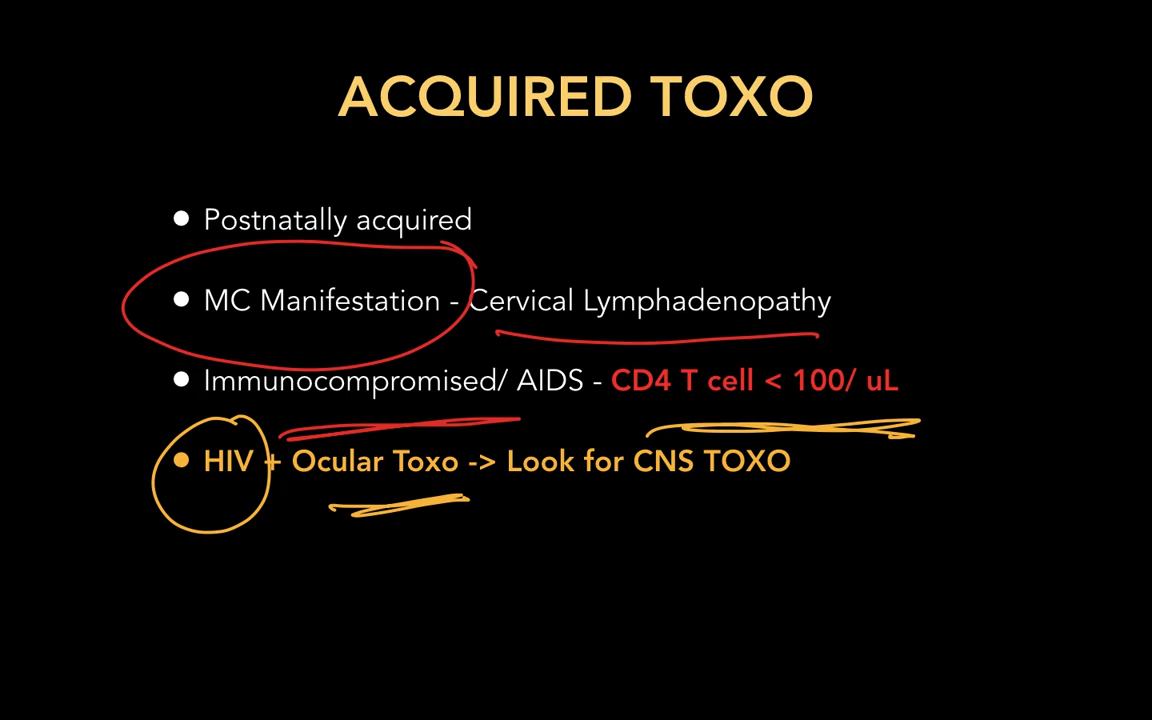 ACQUIRED TOXO
• Postnatally acquired
• MC Manifestation - Cervical Lymphadenopathy
• Immunocompromised/ AIDS - CD4 T cell < 100/ uL
• HIV + Ocular Toxo -> Look for CNS TOXO